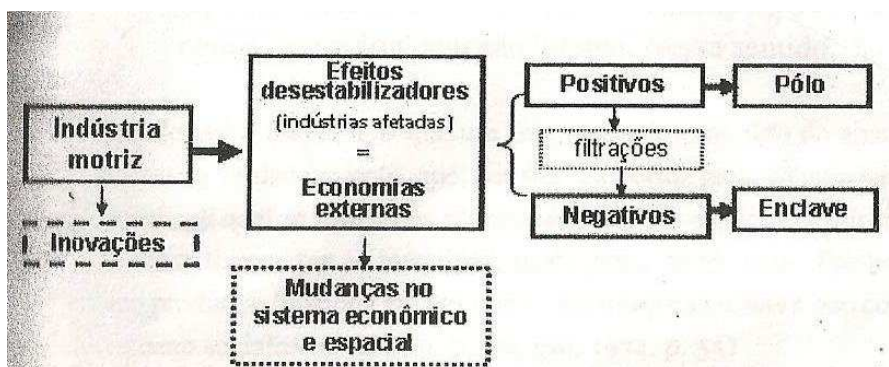 Indústria
motriz
Inovações
Efeitos
desestabilizadores
(indústrias afetadas)
=
Economias
externas
Mudanças no
sistema econômico
e espacial
Positivos
Pólo
filtrações
Negativos
Enclave